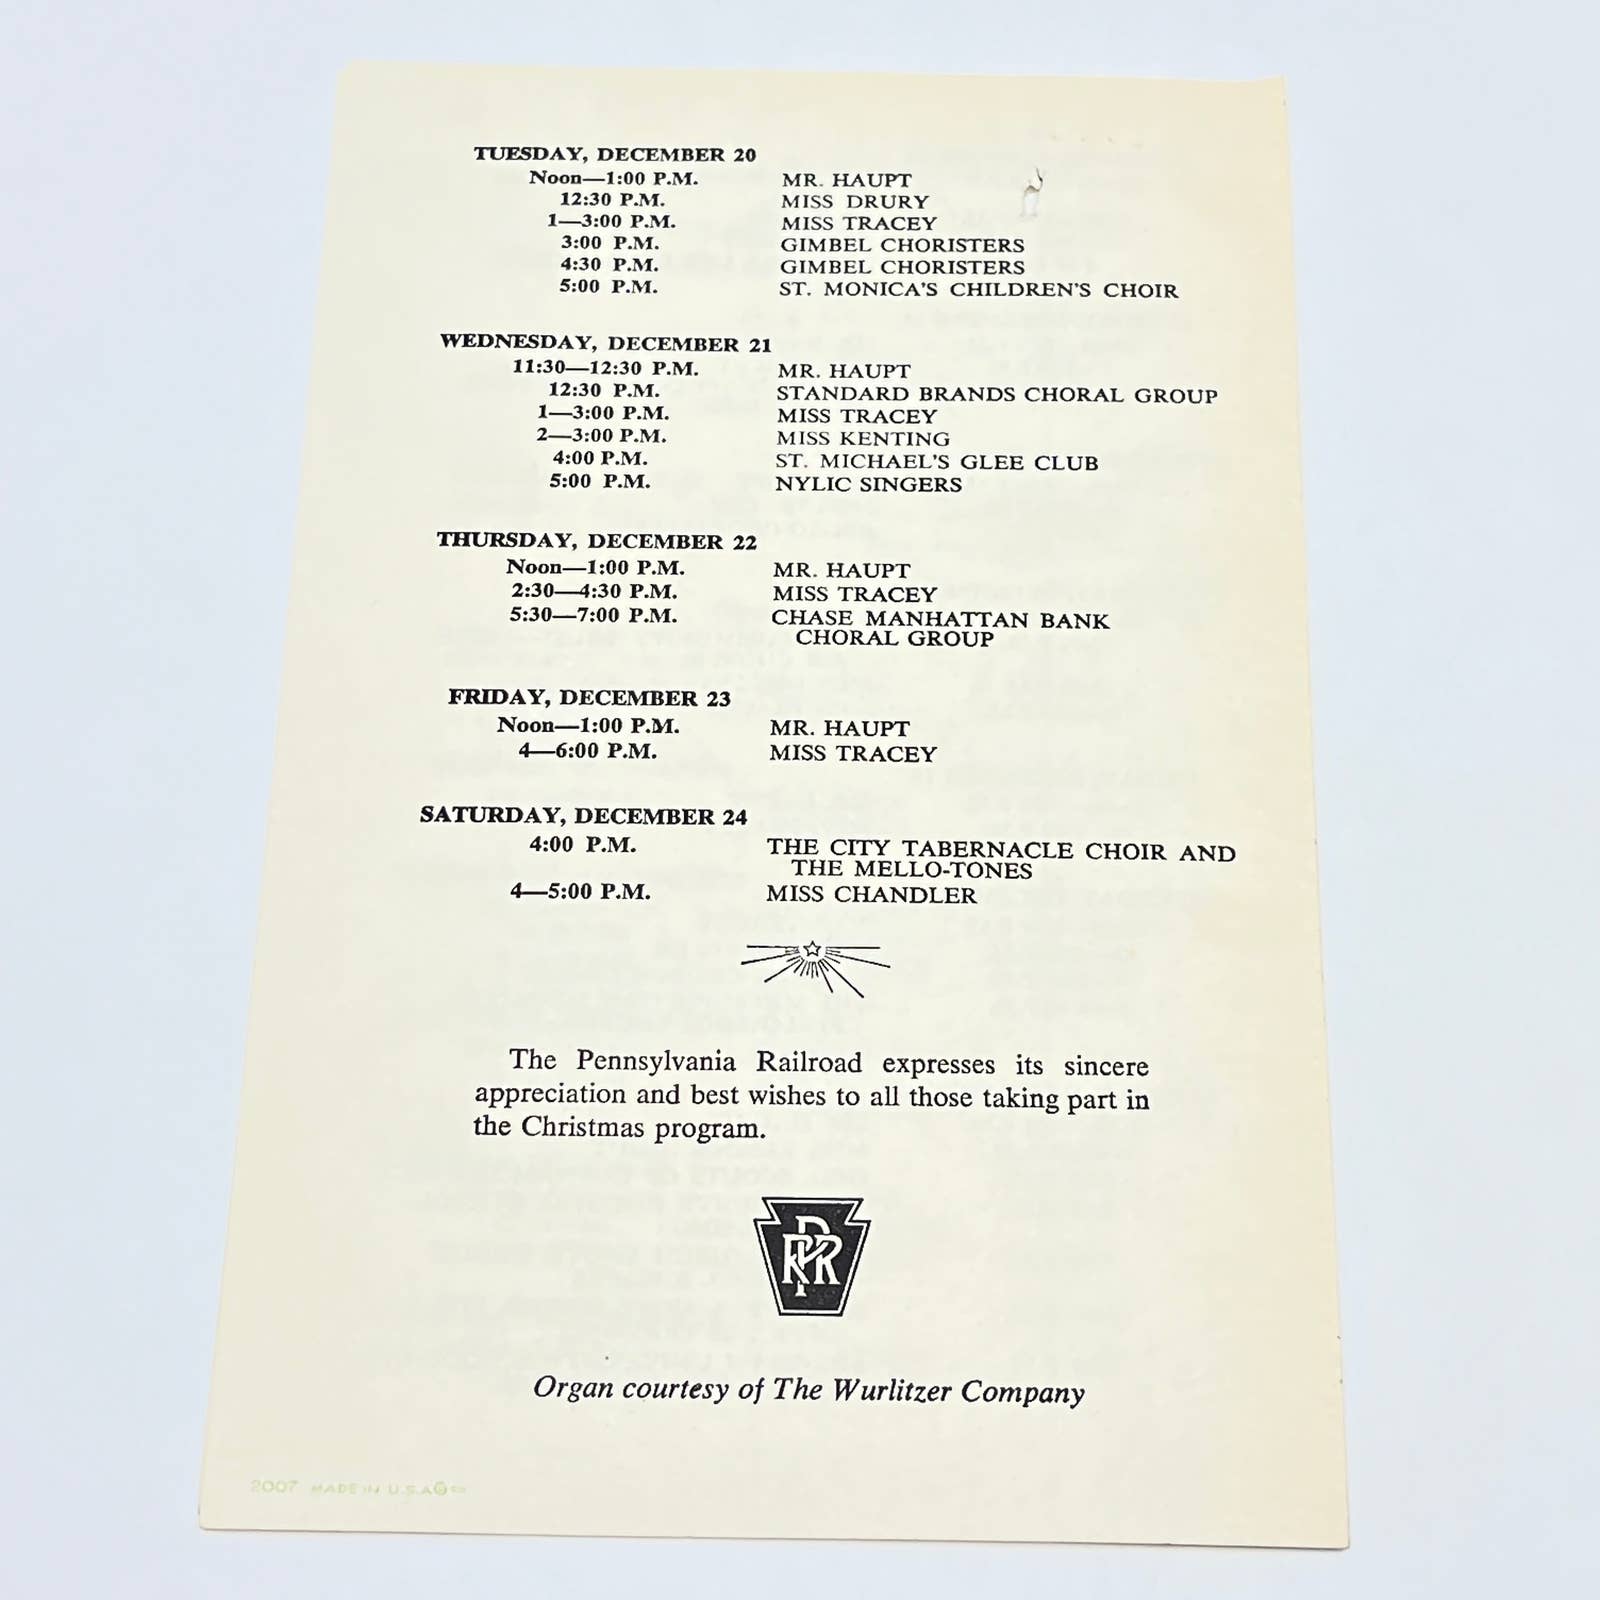 TUESDAY, DECEMBER 20
Noon—1:00 P.M. MR. HAUPT
12:30 P.M. MISS DRURY
1—3:00 P.M. MISS TRACEY
3:00 P.M. GIMBEL CHORISTERS
4:30 P.M. GIMBEL CHORISTERS
5:00 P.M. ST. MONICA'S CHILDREN'S CHOIR
WEDNESDAY, DECEMBER 21
11:30—12:30 P.M. MR. HAUPT
12:30 P.M. STANDARD BRANDS CHORAL GROUP
1—3:00 P.M. MISS TRACEY
2—3:00 P.M. MISS KENTING
4:00 P.M. ST. MICHAEL'S GLEE CLUB
5:00 P.M. NYLIC SINGERS
THURSDAY, DECEMBER 22
Noon—1:00 P.M. MR. HAUPT
2:30—4:30 P.M. MISS TRACEY
5:30—7:00 P.M. CHASE MANHATTAN BANK
CHORAL GROUP
FRIDAY, DECEMBER 23
Noon—1:00 P.M. MR. HAUPT
4—6:00 P.M. MISS TRACEY
SATURDAY, DECEMBER 24
4:00 P.M. THE CITY TABERNACLE CHOIR AND
THE MELLO-TONES
4—5:00 P.M. MISS CHANDLER
The Pennsylvania Railroad expresses its sincere
appreciation and best wishes to all those taking part in
the Christmas program.
PRR
Organ courtesy of The Wurlitzer Company
2007 MADE IN U.S.A.